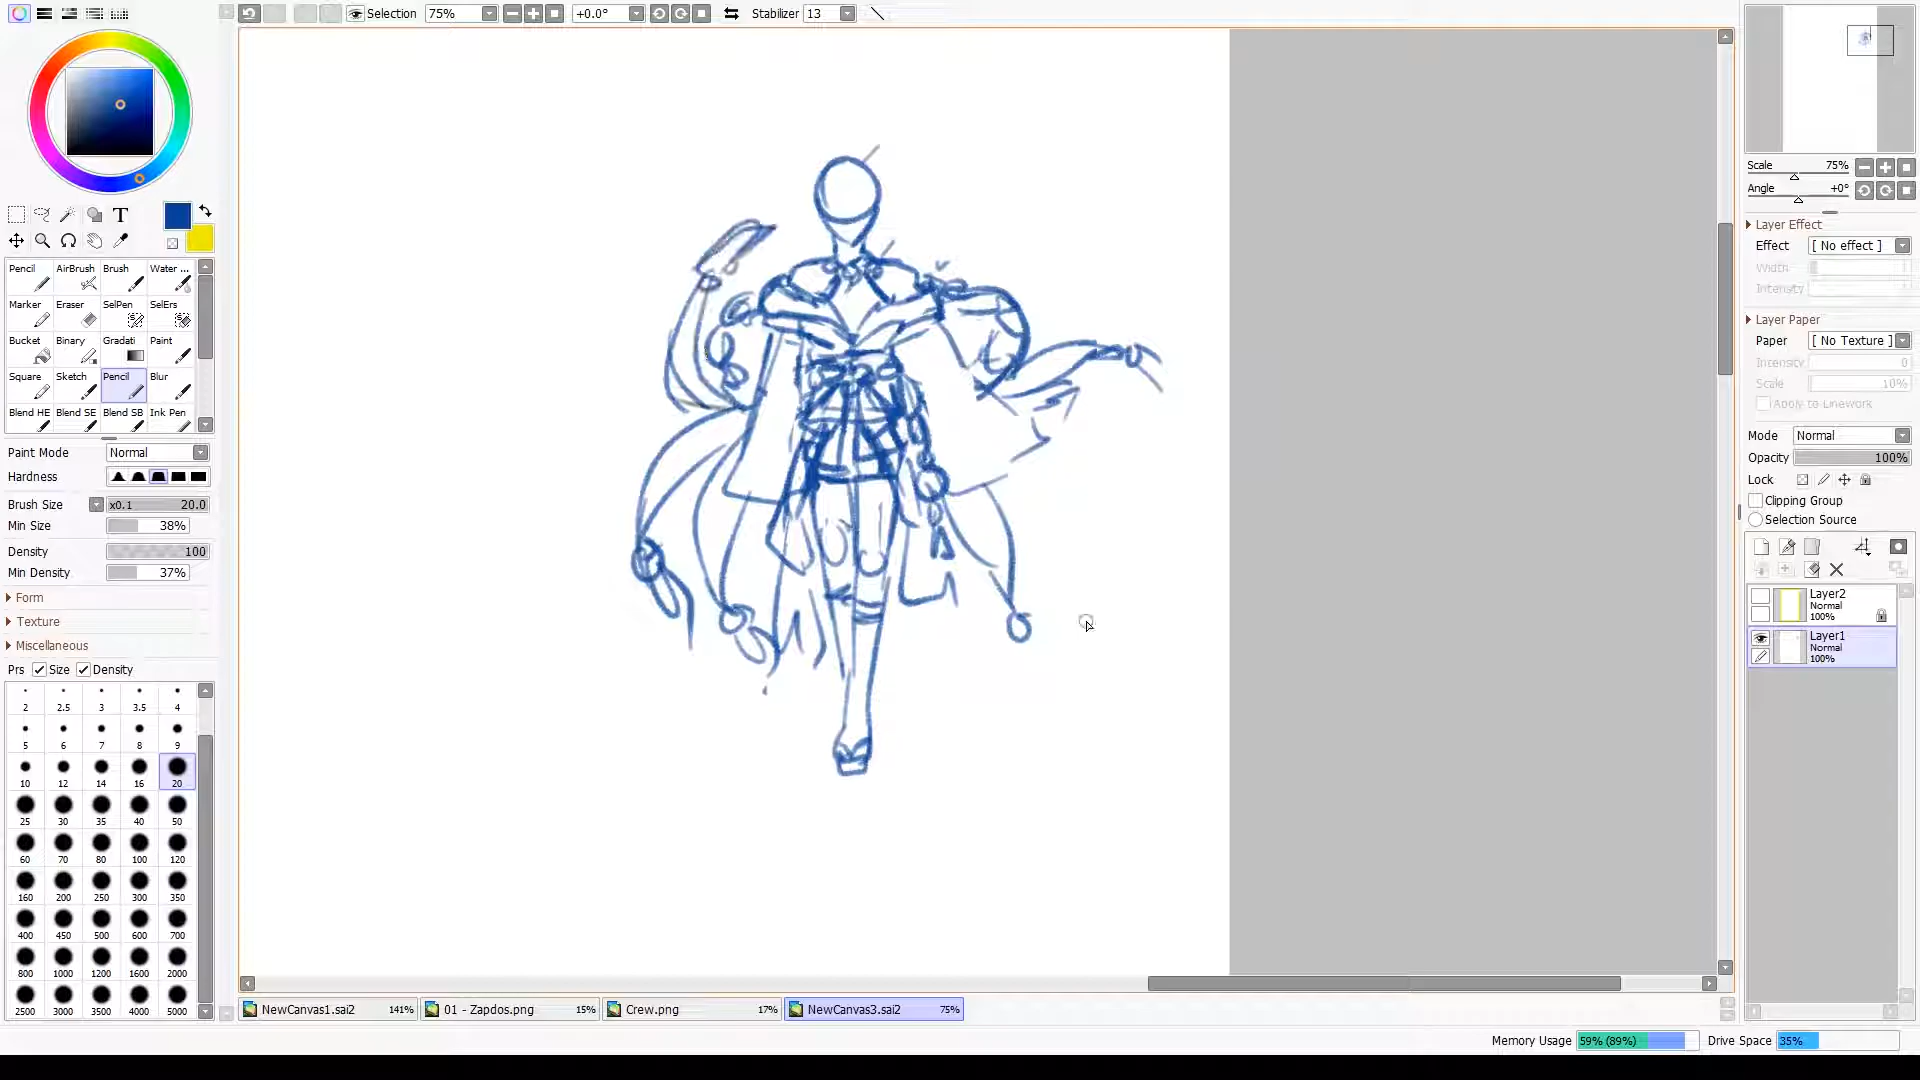 Selection 75% +0.0° Stabilizer 13
T
Pencil AirBrush Brush Water ...
Marker Eraser SelPen SelErs
Bucket Binary Gradati Paint
Square Sketch Pencil Blur
Blend HE Blend SE Blend SB Ink Pen
Paint Mode Normal
Hardness
Brush Size x0.1 20.0
Min Size 38%
Density 100
Min Density 37%
Form
Texture
Miscellaneous
Prs Size Density
2 2.5 3 3.5 4
5 6 7 8 9
10 12 14 16 20
25 30 35 40 50
60 70 80 100 120
160 200 250 300 350
400 450 500 600 700
800 1000 1200 1600 2000
2500 3000 3500 4000 5000
Scale 75%
Angle +0°
Layer Effect
Effect [ No effect ]
Width 1
Intensity 1
Layer Paper
Paper [ No Texture ]
Intensity 0
Scale 10%
Apply to Linework
Mode Normal
Opacity 100%
Lock
Clipping Group
Selection Source
Layer2
Normal
100%
Layer1
Normal
100%
NewCanvas1.sai2 141% 01 - Zapdos.png 15% Crew.png 17% NewCanvas3.sai2 75%
Memory Usage 59% (89%) Drive Space 35%